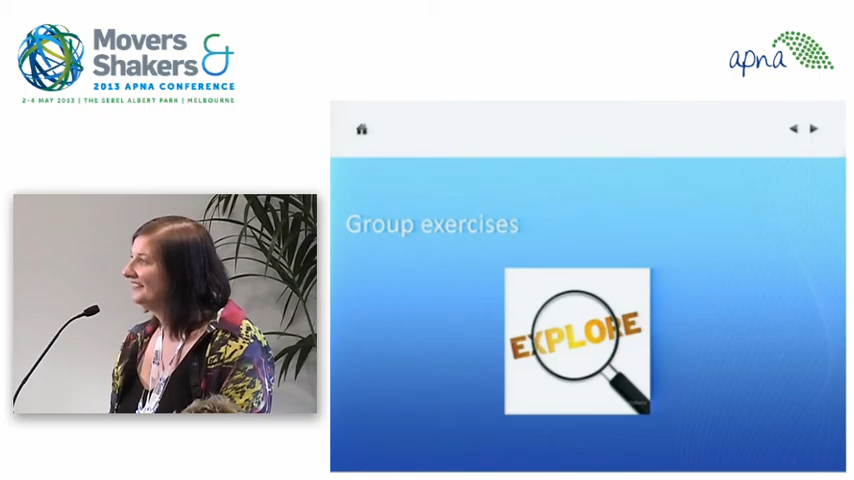 Movers &
Shakers
2013 APNA CONFERENCE
2-4 MAY 2013 | THE SEBEL ALBERT PARK | MELBOURNE
apna
Group exercises
EXPLORE